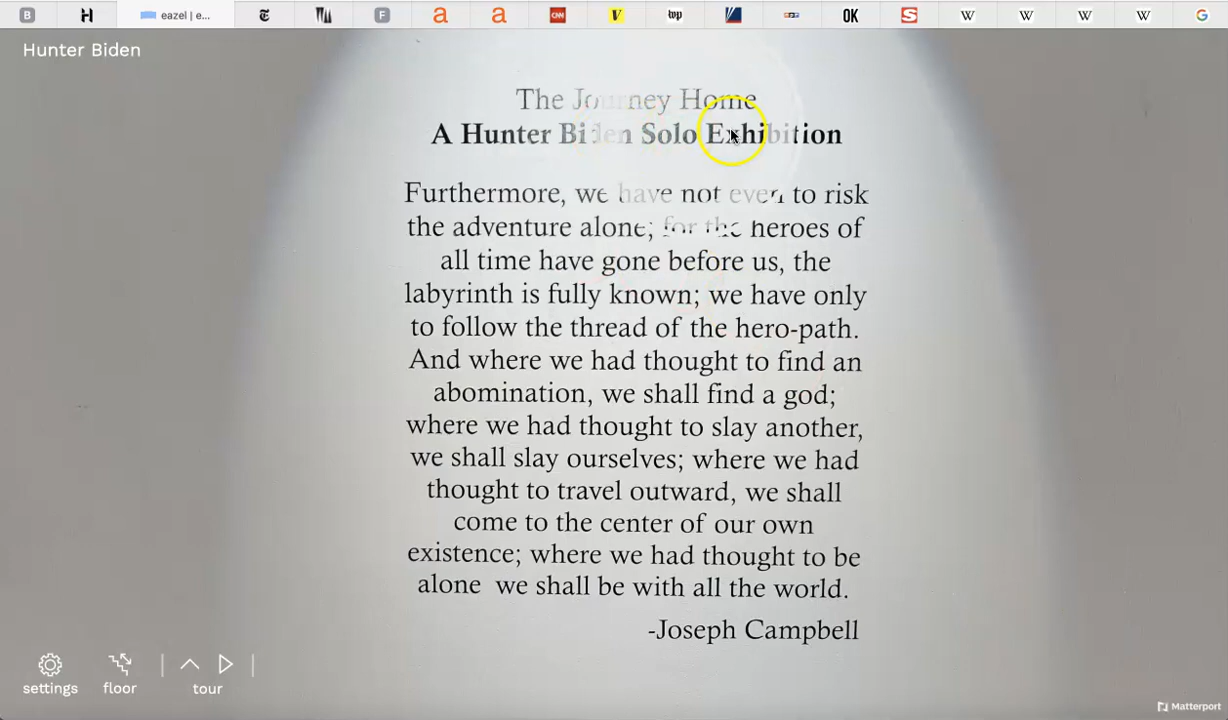 eazel | e...
CNN
wp
OK
Hunter Biden
The Journey Home
A Hunter Biden Solo Exhibition
Furthermore, we have not even to risk
the adventure alone; for the heroes of
all time have gone before us, the
labyrinth is fully known; we have only
to follow the thread of the hero-path.
And where we had thought to find an
abomination, we shall find a god;
where we had thought to slay another,
we shall slay ourselves; where we had
thought to travel outward, we shall
come to the center of our own
existence; where we had thought to be
alone we shall be with all the world.
-Joseph Campbell
settings
floor
tour
Matterport